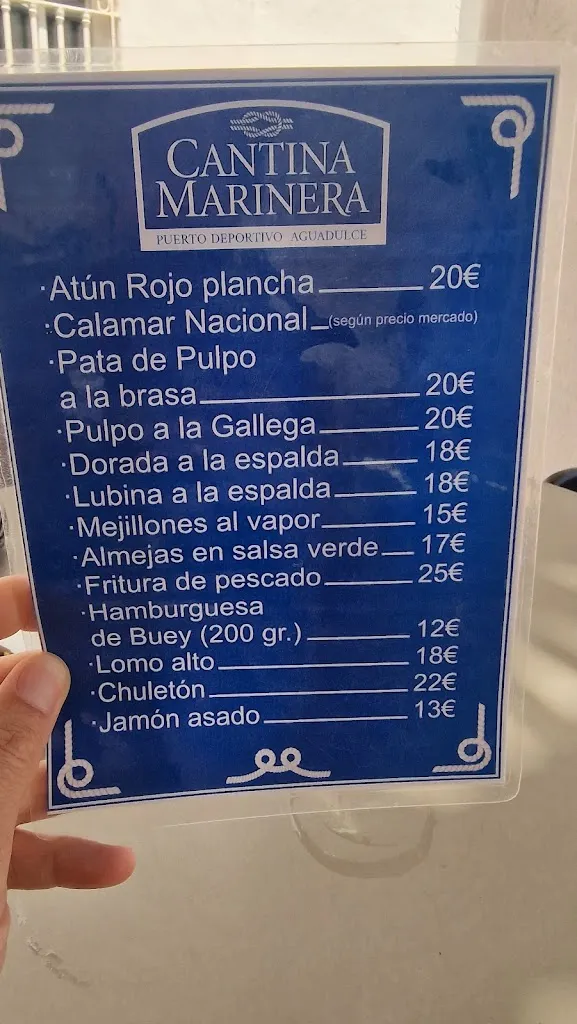 CANTINA
MARINERA
PUERTO DEPORTIVO AGUADULCE
·Atún Rojo plancha 20€
·Calamar Nacional (según precio mercado)
·Pata de Pulpo
a la brasa 20€
·Pulpo a la Gallega 20€
·Dorada a la espalda 18€
·Lubina a la espalda 18€
·Mejillones al vapor 15€
·Almejas en salsa verde 17€
·Fritura de pescado 25€
·Hamburguesa
de Buey (200 gr.) 12€
·Lomo alto 18€
·Chuletón 22€
·Jamón asado 13€